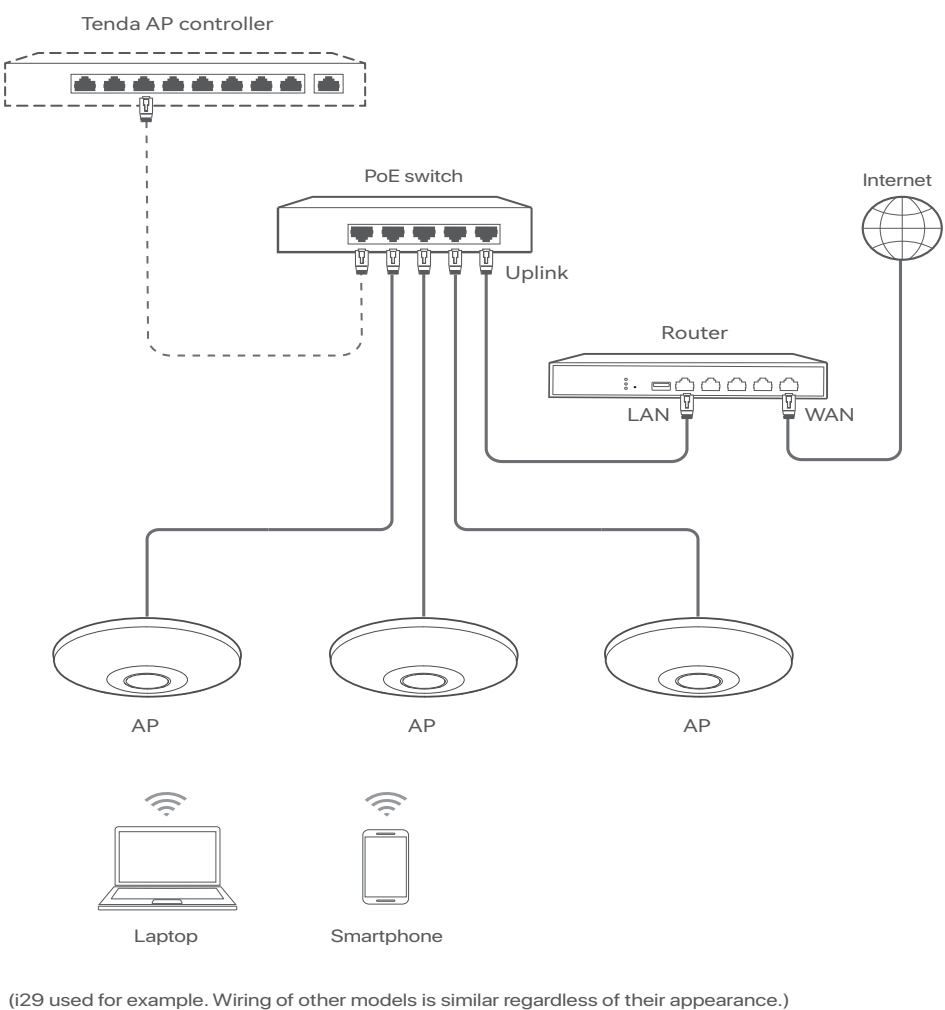 Tenda AP controller
PoE switch
Internet
Uplink
Router
LAN
WAN
AP
AP
AP
Laptop
Smartphone
(i29 used for example. Wiring of other models is similar regardless of their appearance.)